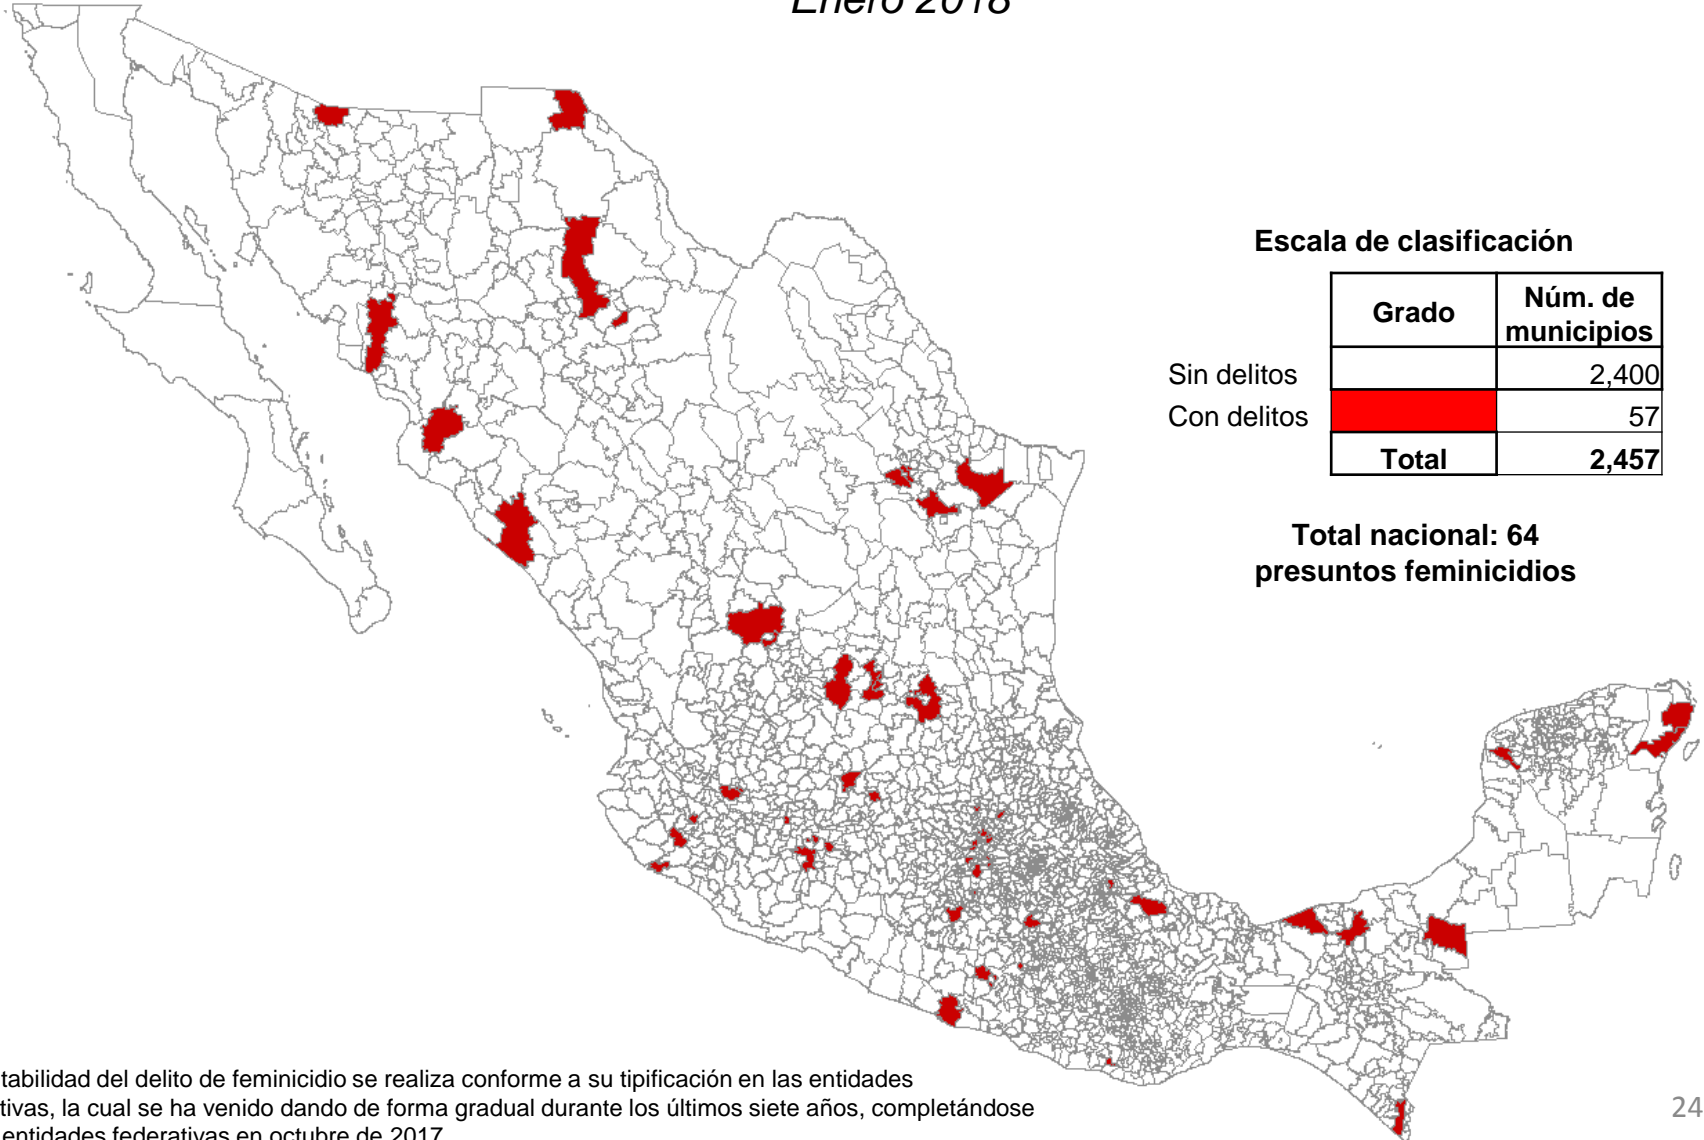 Enero 2018
Escala de clasificación
Grado
Núm. de
municipios
Sin delitos
2,400
Con delitos
57
Total
2,457
Total nacional: 64
presuntos feminicidios
tabilidad del delito de feminicidio se realiza conforme a su tipificación en las entidades
tivas, la cual se ha venido dando de forma gradual durante los últimos siete años, completándose
entidades federativas en octubre de 2017
24